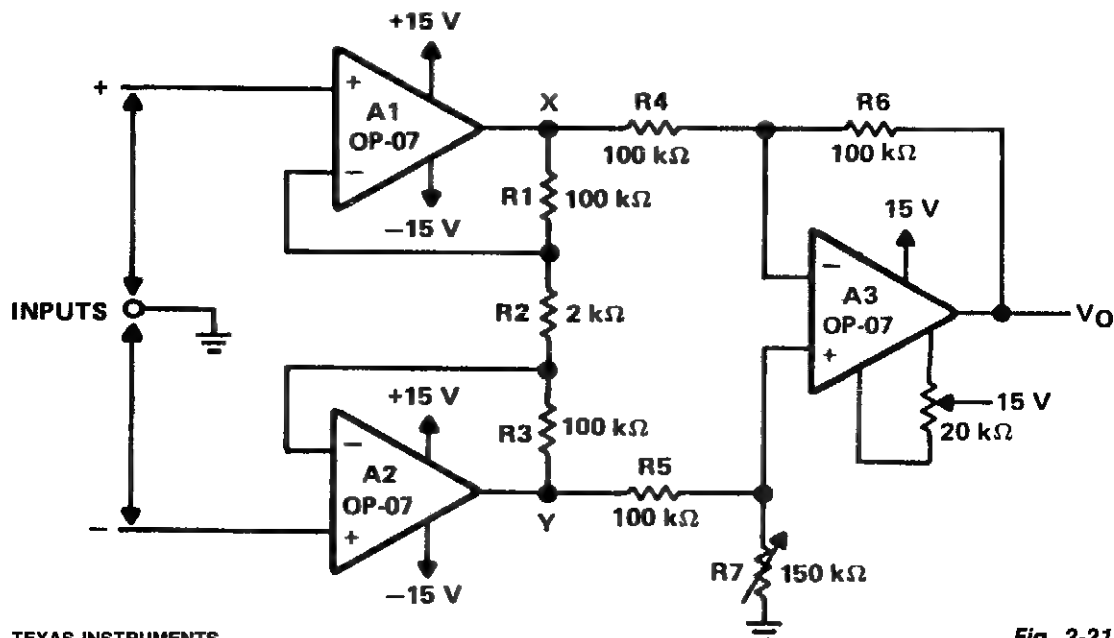 +15 V
+
+
A1
OP-07
−
−15 V
X
R4
100 kΩ
R6
100 kΩ
R1 100 kΩ
15 V
INPUTS
R2 2 kΩ
−
A3
OP-07
+
VO
+15 V
R3 100 kΩ
15 V
20 kΩ
−
A2
OP-07
+
R5
100 kΩ
−
Y
−15 V
R7 150 kΩ
TEXAS INSTRUMENTS
Fig. 2-21